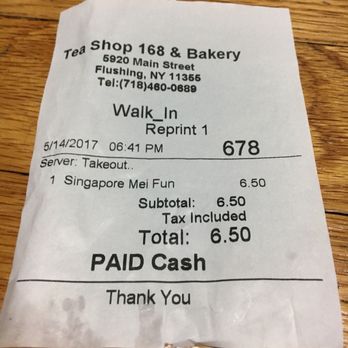 Tea Shop 168 & Bakery
5920 Main Street
Flushing, NY 11355
Tel:(718)460-0689
Walk_In
Reprint 1
5/14/2017 06:41 PM 678
Server: Takeout..
1 Singapore Mei Fun 6.50
Subtotal: 6.50
Tax Included
Total: 6.50
PAID Cash
Thank You